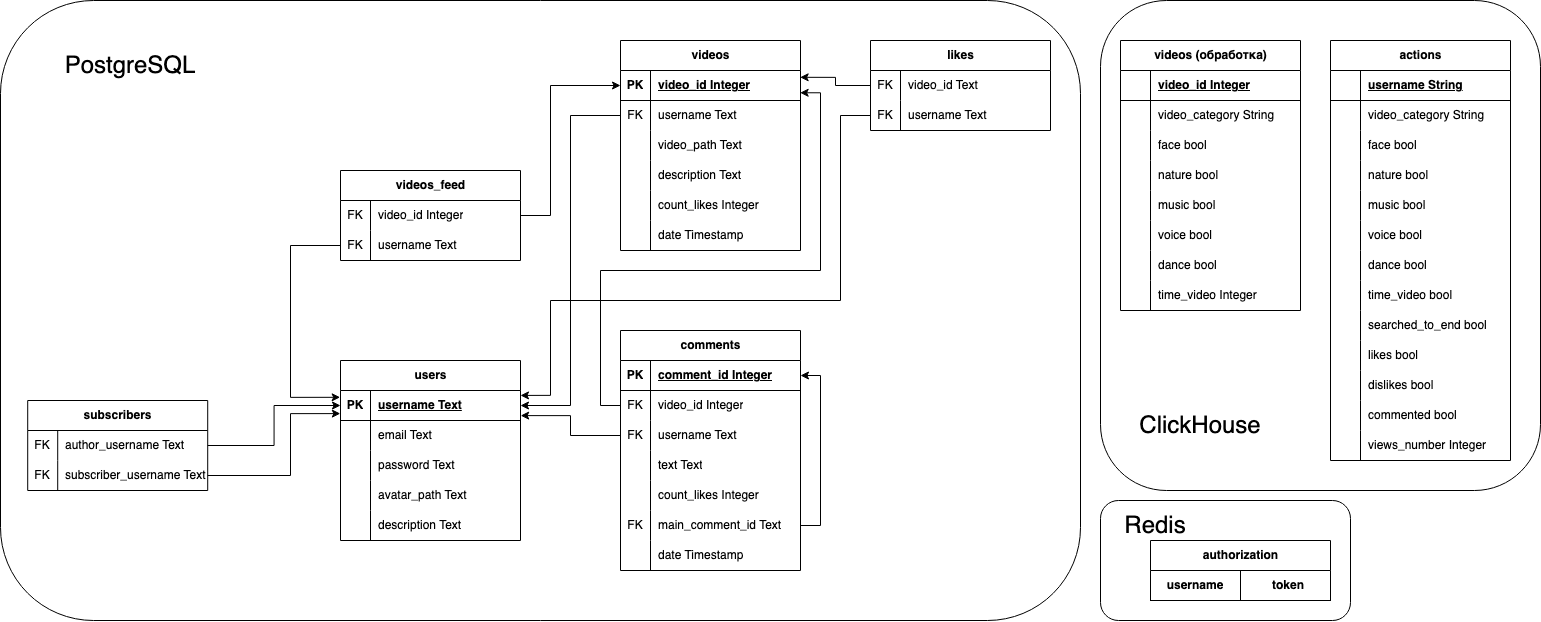 PostgreSQL
videos
PK video_id Integer
FK username Text
video_path Text
description Text
count_likes Integer
date Timestamp
likes
FK video_id Text
FK username Text
videos_feed
FK video_id Integer
FK username Text
users
PK username Text
email Text
password Text
avatar_path Text
description Text
subscribers
FK author_username Text
FK subscriber_username Text
comments
PK comment_id Integer
FK video_id Integer
FK username Text
text Text
count_likes Integer
FK main_comment_id Text
date Timestamp
videos (обработка)
video_id Integer
video_category String
face bool
nature bool
music bool
voice bool
dance bool
time_video Integer
actions
username String
video_category String
face bool
nature bool
music bool
voice bool
dance bool
time_video bool
searched_to_end bool
likes bool
dislikes bool
commented bool
views_number Integer
ClickHouse
Redis
authorization
username token